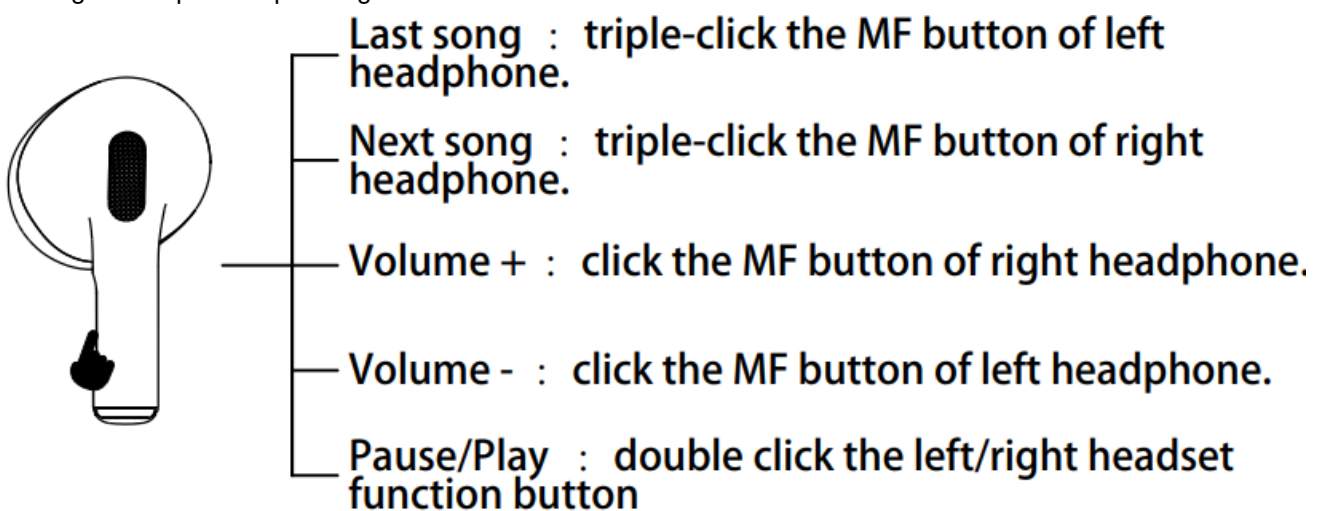 Last song : triple-click the MF button of left
headphone.
Next song : triple-click the MF button of right
headphone.
Volume + : click the MF button of right headphone.
Volume - : click the MF button of left headphone.
Pause/Play : double click the left/right headset
function button